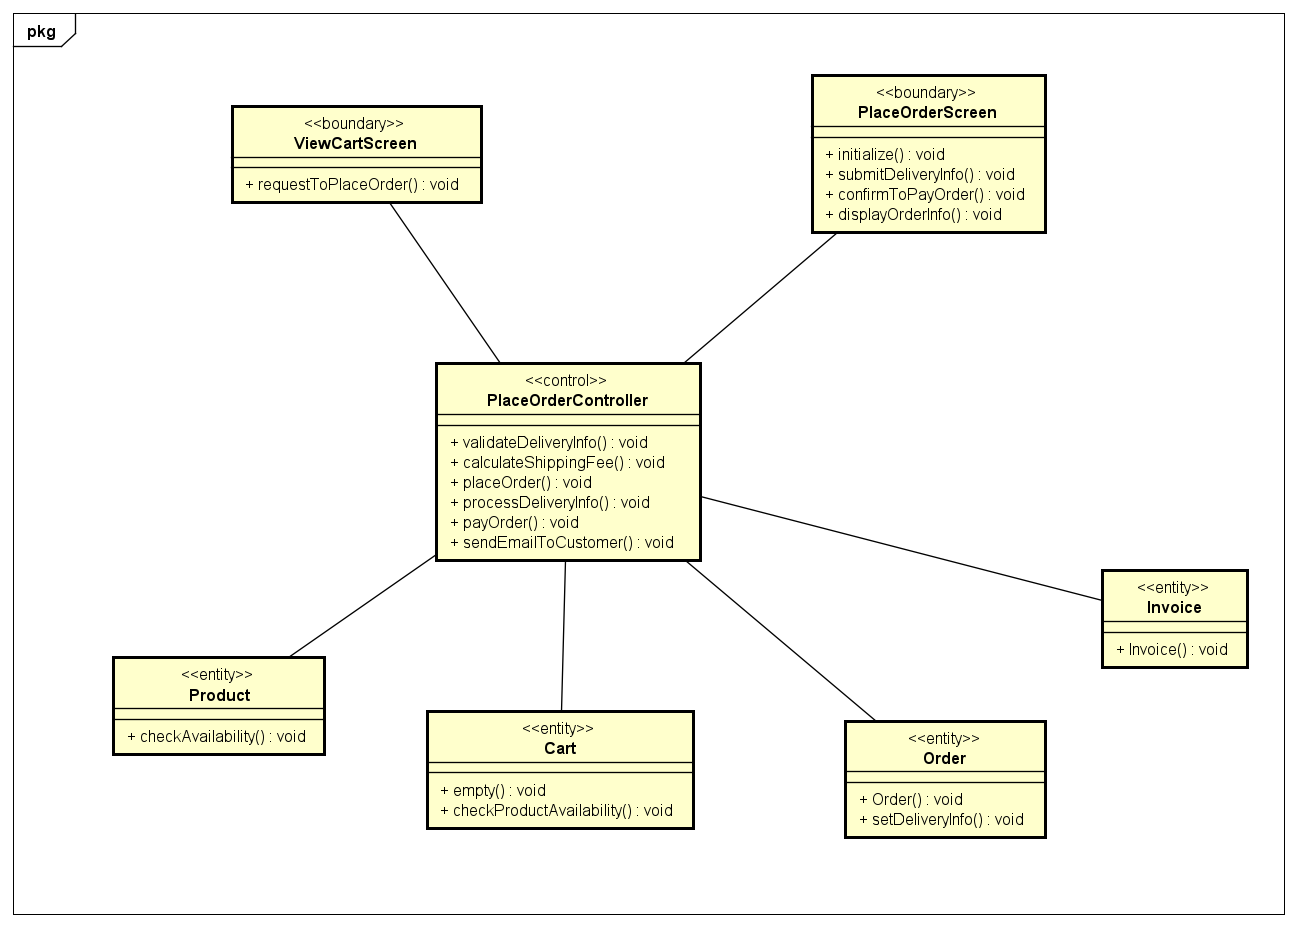 pkg
<<boundary>>
ViewCartScreen
+ requestToPlaceOrder() : void
<<boundary>>
PlaceOrderScreen
+ initialize() : void
+ submitDeliveryInfo() : void
+ confirmToPayOrder() : void
+ displayOrderInfo() : void
<<control>>
PlaceOrderController
+ validateDeliveryInfo() : void
+ calculateShippingFee() : void
+ placeOrder() : void
+ processDeliveryInfo() : void
+ payOrder() : void
+ sendEmailToCustomer() : void
<<entity>>
Invoice
+ Invoice() : void
<<entity>>
Product
+ checkAvailability() : void
<<entity>>
Cart
+ empty() : void
+ checkProductAvailability() : void
<<entity>>
Order
+ Order() : void
+ setDeliveryInfo() : void